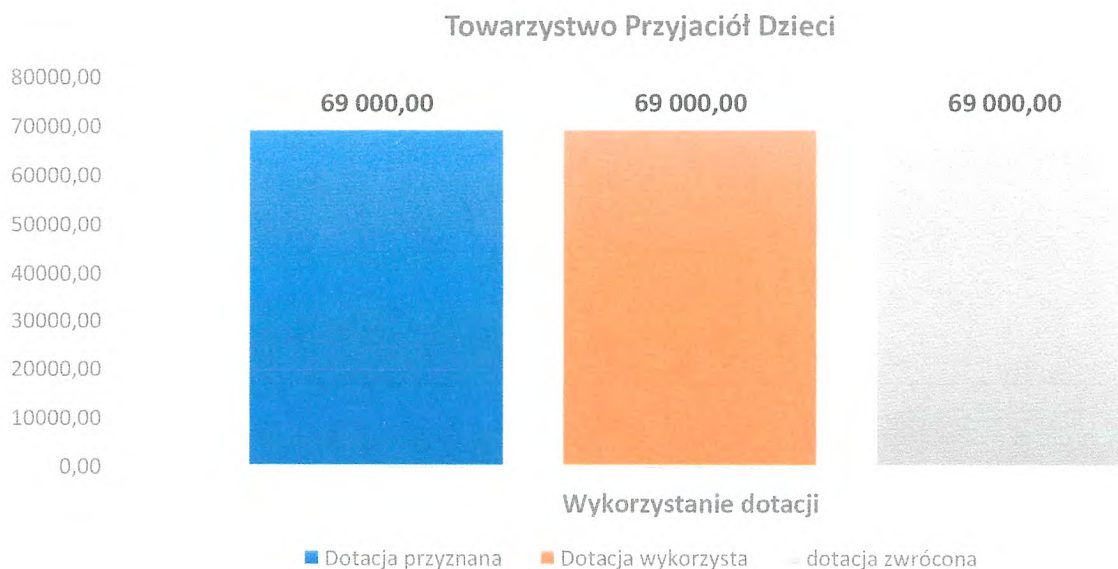 Towarzystwo Przyjaciół Dzieci
80000,00
70000,00
60000,00
50000,00
40000,00
30000,00
20000,00
10000,00
0,00
69 000,00 69 000,00 69 000,00
Wykorzystanie dotacji
Dotacja przyznana Dotacja wykorzysta dotacja zwrócona